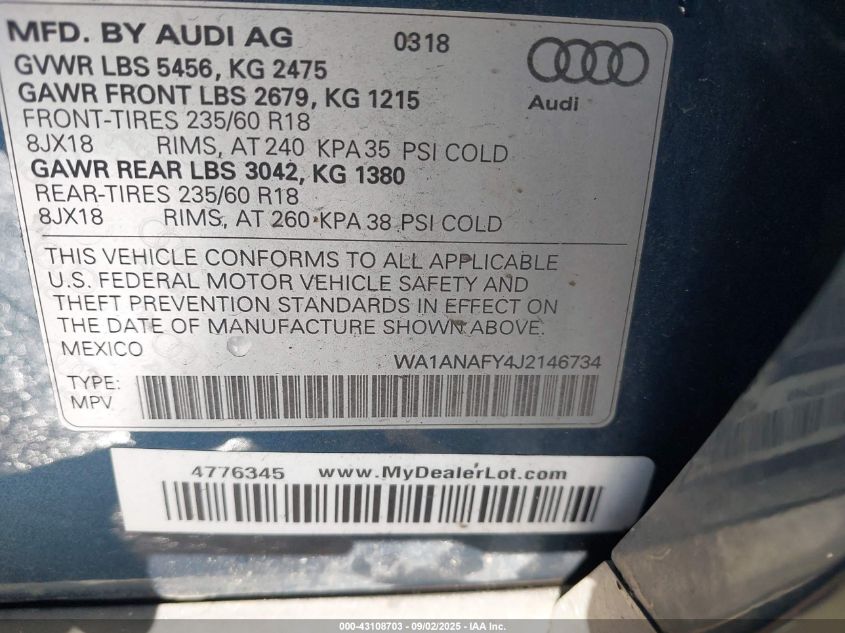 MFD. BY AUDI AG 0318
GVWR LBS 5456, KG 2475
GAWR FRONT LBS 2679, KG 1215
Audi
FRONT-TIRES 235/60 R18
8JX18 RIMS, AT 240 KPA 35 PSI COLD
GAWR REAR LBS 3042, KG 1380
REAR-TIRES 235/60 R18
8JX18 RIMS, AT 260 KPA 38 PSI COLD
THIS VEHICLE CONFORMS TO ALL APPLICABLE
U.S. FEDERAL MOTOR VEHICLE SAFETY AND
THEFT PREVENTION STANDARDS IN EFFECT ON
THE DATE OF MANUFACTURE SHOWN ABOVE.
MEXICO WA1ANAFY4J2146734
TYPE:
MPV
4776345 www.MyDealerLot.com
000-43108703 - 09/02/2025 - IAA Inc.